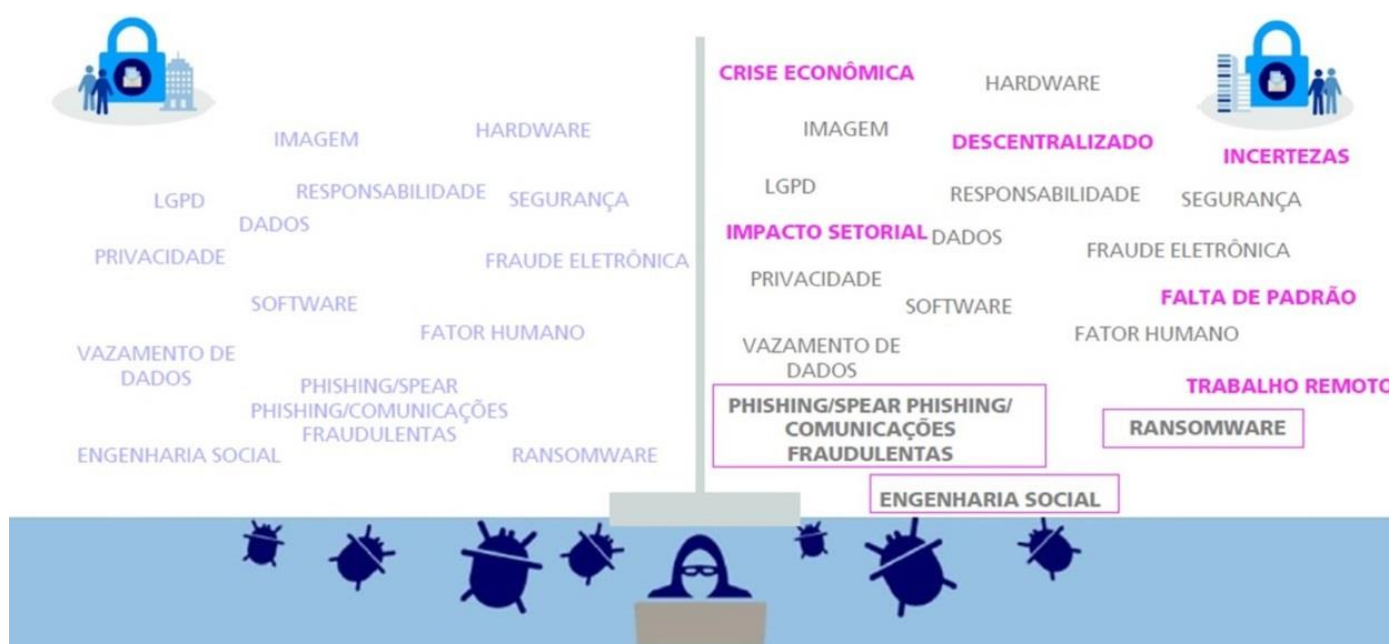 IMAGEM
HARDWARE
LGPD
RESPONSABILIDADE
SEGURANÇA
DADOS
PRIVACIDADE
FRAUDE ELETRÔNICA
SOFTWARE
FATOR HUMANO
VAZAMENTO DE
DADOS
PHISHING/SPEAR
PHISHING/COMUNICAÇÕES
FRAUDULENTAS
ENGENHARIA SOCIAL
RANSOMWARE
CRISE ECONÔMICA
HARDWARE
IMAGEM
DESCENTRALIZADO
INCERTEZAS
LGPD
RESPONSABILIDADE
SEGURANÇA
IMPACTO SETORIAL
DADOS
FRAUDE ELETRÔNICA
PRIVACIDADE
SOFTWARE
FALTA DE PADRÃO
FATOR HUMANO
VAZAMENTO DE
DADOS
TRABALHO REMOTO
PHISHING/SPEAR PHISHING/
COMUNICAÇÕES
FRAUDULENTAS
RANSOMWARE
ENGENHARIA SOCIAL